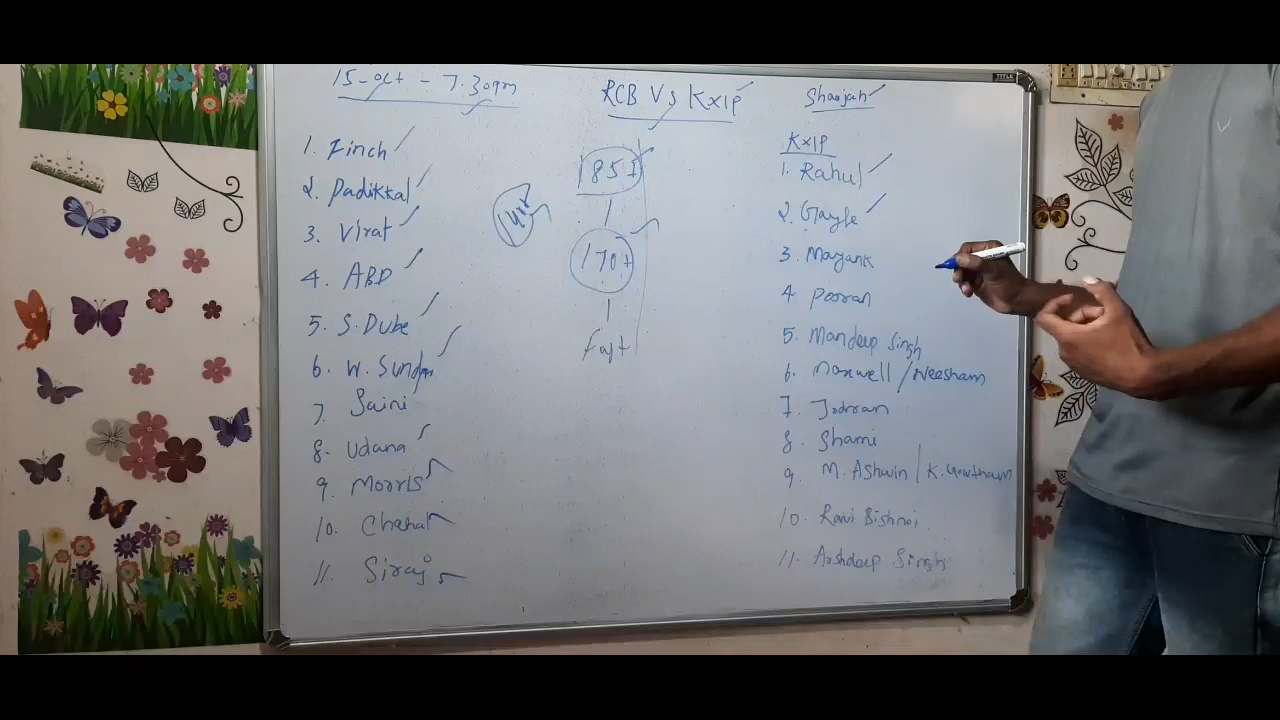 15-oct - 7.30pm
RCB Vs KXIP
Sharjah
1. Finch
2. Padikkal
3. Virat
4. ABD
5. S. Dube
6. W. Sundar
7. Saini
8. Udana
9. Morris
10. Chahal
11. Siraj
185+
170+
KXIP
1. Rahul
2. Gayle
3. Mayank
4. Pooran
5. Mandeep Singh
6. Maxwell / Neesham
7. Jordran
8. Shami
9. M. Ashwin / K. Gowtham
10. Ravi Bishnoi
11. Arshdeep Singh
TITLE